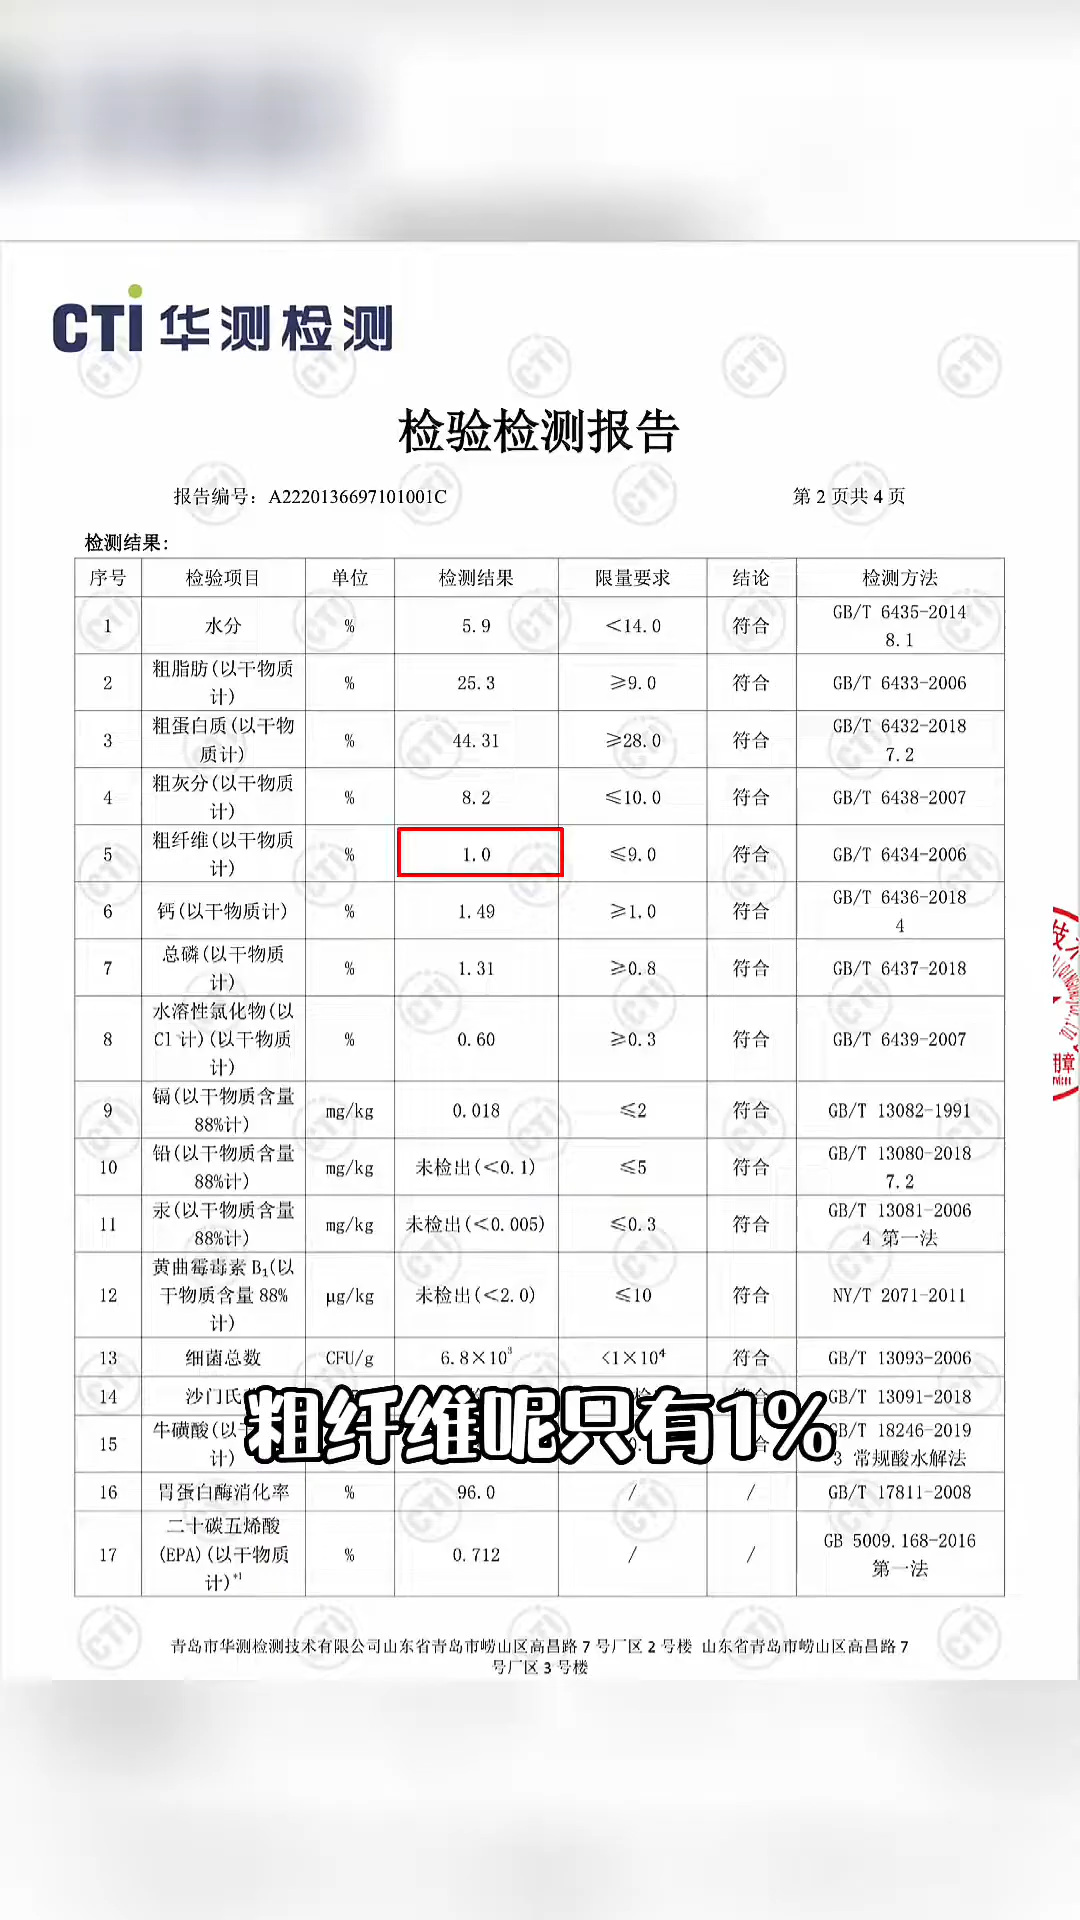 CTI 华测检测
检验检测报告
报告编号：A2220136697101001C 第 2 页共 4 页
检测结果：
序号 检验项目 单位 检测结果 限量要求 结论 检测方法
1 水分 % 5.9 <14.0 符合 GB/T 6435-2014 8.1
2 粗脂肪(以干物质计) % 25.3 ≥9.0 符合 GB/T 6433-2006
3 粗蛋白质(以干物质计) % 44.31 ≥28.0 符合 GB/T 6432-2018 7.2
4 粗灰分(以干物质计) % 8.2 ≤10.0 符合 GB/T 6438-2007
5 粗纤维(以干物质计) % 1.0 ≤9.0 符合 GB/T 6434-2006
6 钙(以干物质计) % 1.49 ≥1.0 符合 GB/T 6436-2018 4
7 总磷(以干物质计) % 1.31 ≥0.8 符合 GB/T 6437-2018
8 水溶性氯化物(以Cl计)(以干物质计) % 0.60 ≥0.3 符合 GB/T 6439-2007
9 镉(以干物质含量88%计) mg/kg 0.018 ≤2 符合 GB/T 13082-1991
10 铅(以干物质含量88%计) mg/kg 未检出(<0.1) ≤5 符合 GB/T 13080-2018 7.2
11 汞(以干物质含量88%计) mg/kg 未检出(<0.005) ≤0.3 符合 GB/T 13081-2006 4 第一法
12 黄曲霉毒素 B₁(以干物质含量 88%计) μg/kg 未检出(<2.0) ≤10 符合 NY/T 2071-2011
13 细菌总数 CFU/g 6.8×10³ <1×10⁴ 符合 GB/T 13093-2006
14 沙门氏 GB/T 13091-2018
粗纤维呢只有1%
15 牛磺酸(以 计) GB/T 18246-2019 3 常规酸水解法
16 胃蛋白酶消化率 % 96.0 / / GB/T 17811-2008
17 二十碳五烯酸(EPA)(以干物质计)*¹ % 0.712 / / GB 5009.168-2016 第一法
青岛市华测检测技术有限公司山东省青岛市崂山区高昌路 7 号厂区 2 号楼 山东省青岛市崂山区高昌路 7
号厂区 3 号楼